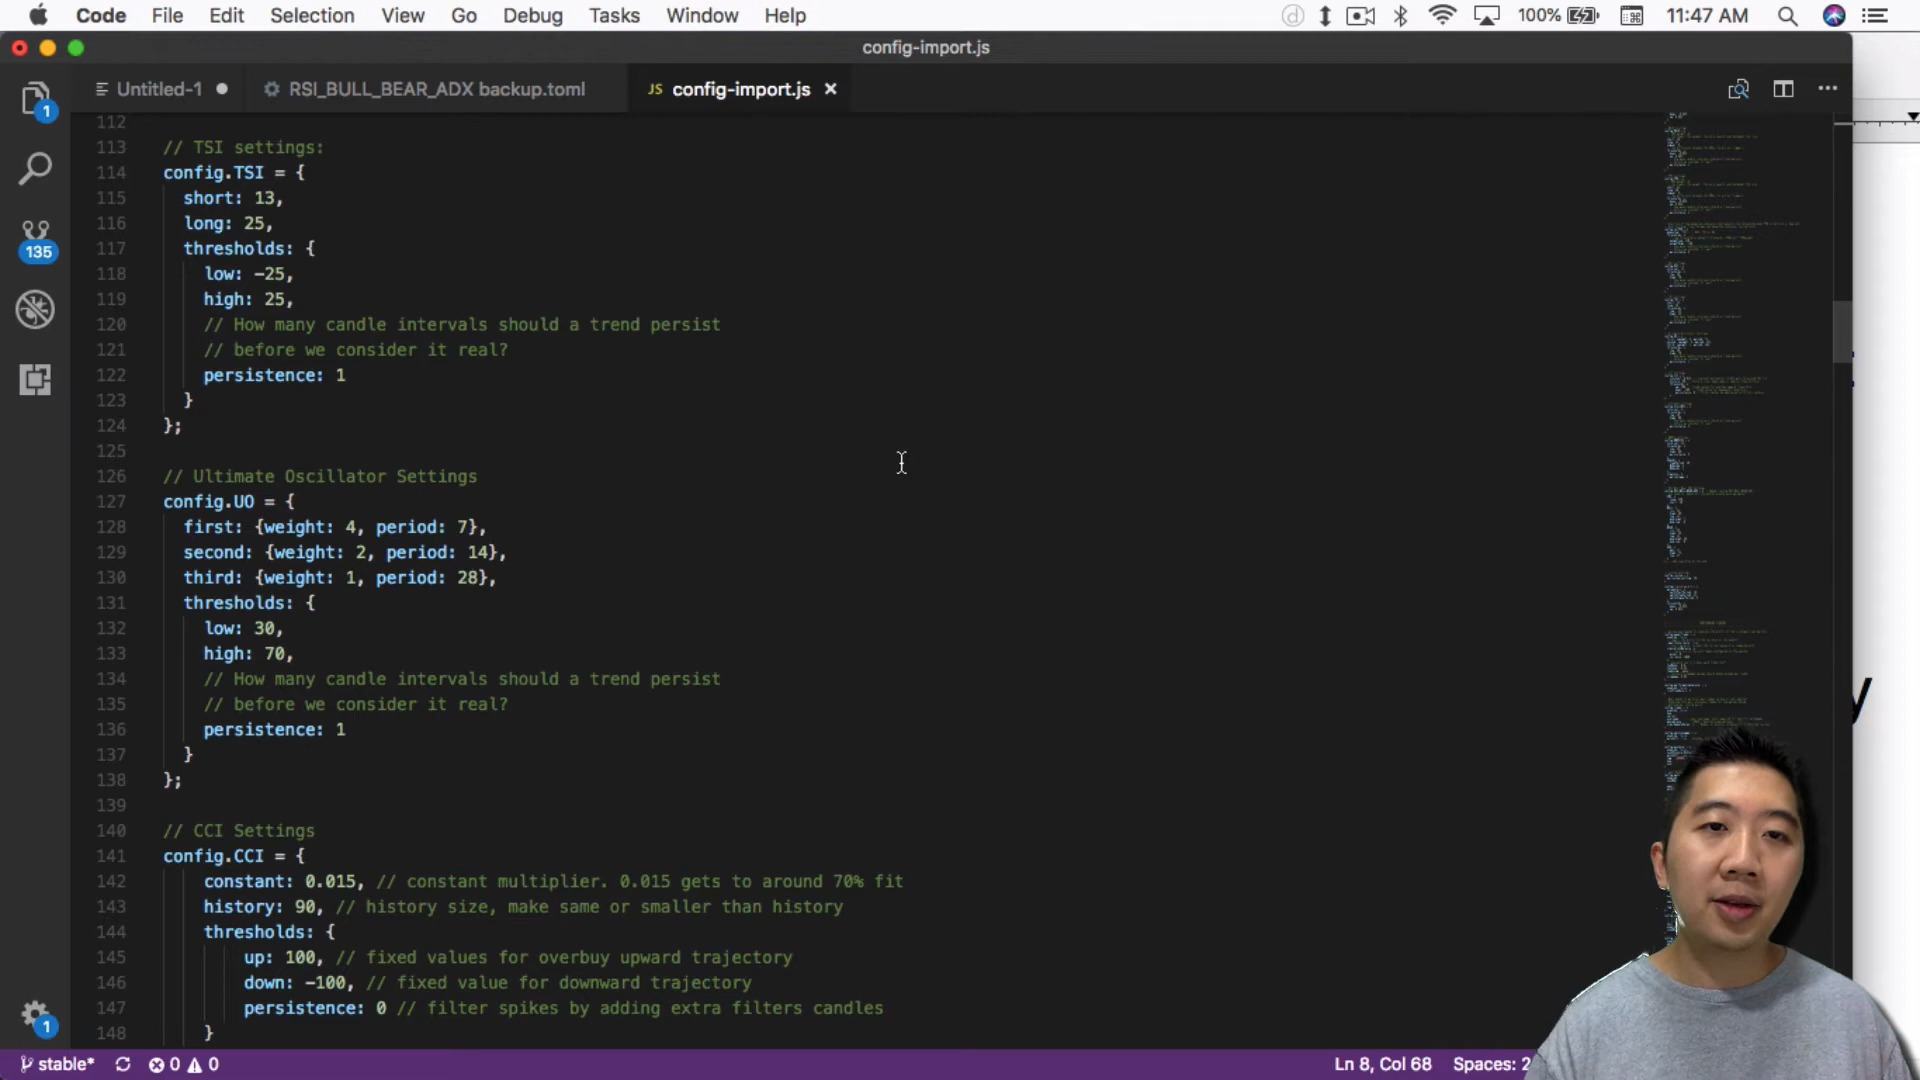 Code File Edit Selection View Go Debug Tasks Window Help 100% 11:47 AM
config-import.js
Untitled-1 RSI_BULL_BEAR_ADX backup.toml JS config-import.js
1
135
1
112
113 // TSI settings:
114 config.TSI = {
115 short: 13,
116 long: 25,
117 thresholds: {
118 low: -25,
119 high: 25,
120 // How many candle intervals should a trend persist
121 // before we consider it real?
122 persistence: 1
123 }
124 };
125
126 // Ultimate Oscillator Settings
127 config.UO = {
128 first: {weight: 4, period: 7},
129 second: {weight: 2, period: 14},
130 third: {weight: 1, period: 28},
131 thresholds: {
132 low: 30,
133 high: 70,
134 // How many candle intervals should a trend persist
135 // before we consider it real?
136 persistence: 1
137 }
138 };
139
140 // CCI Settings
141 config.CCI = {
142 constant: 0.015, // constant multiplier. 0.015 gets to around 70% fit
143 history: 90, // history size, make same or smaller than history
144 thresholds: {
145 up: 100, // fixed values for overbuy upward trajectory
146 down: -100, // fixed value for downward trajectory
147 persistence: 0 // filter spikes by adding extra filters candles
148 }
y
stable* 0 0 Ln 8, Col 68 Spaces: 2